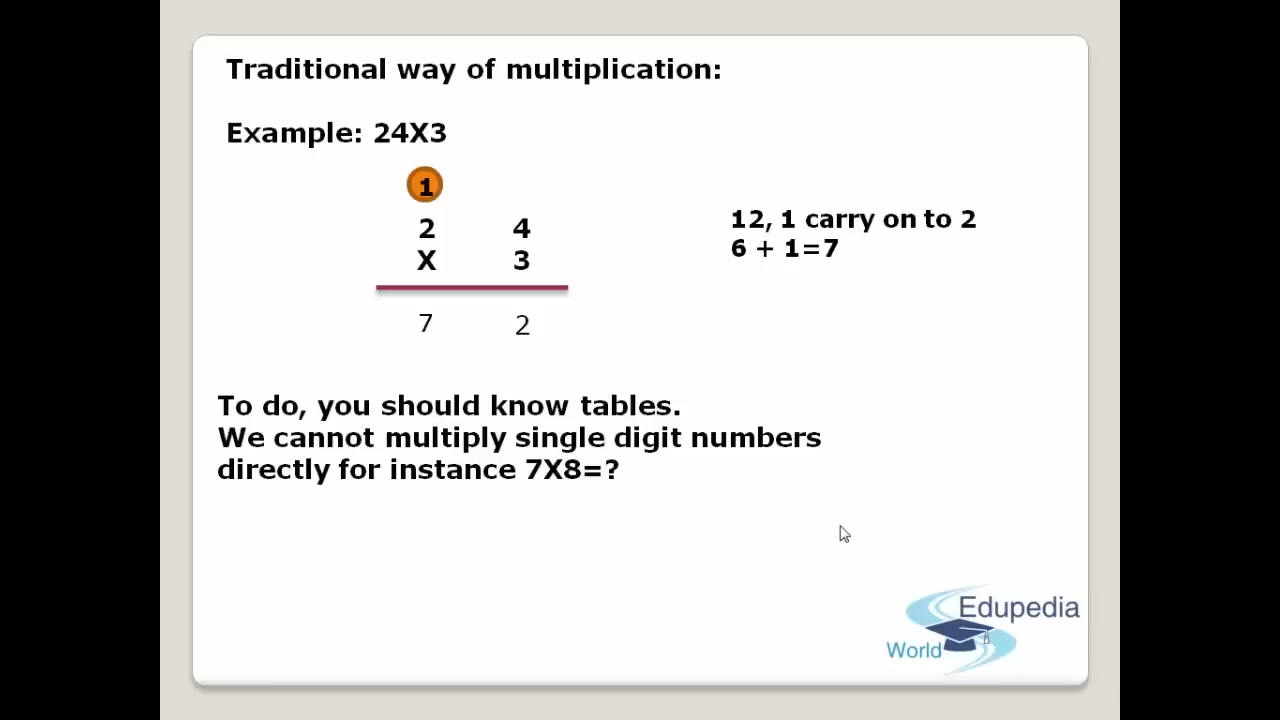 Traditional way of multiplication:
Example: 24X3
1
2 4
X 3
7 2
12, 1 carry on to 2
6 + 1=7
To do, you should know tables.
We cannot multiply single digit numbers
directly for instance 7X8=?
Edupedia
World